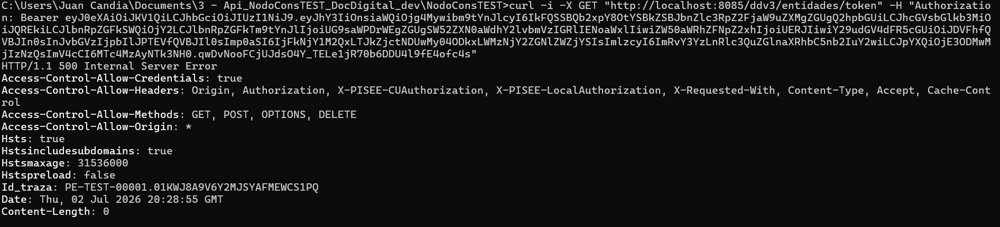 C:\Users\Juan Candia\Documents\3 - Api_NodoConsTEST_DocDigital_dev\NodoConsTEST>curl -i -X GET "http://localhost:8085/ddv3/entidades/token" -H "Authorizatio
n: Bearer eyJ0eXAiOiJKV1QiLCJhbGciOiJIUzI1NiJ9.eyJhY3IiOnsiaWQiOjg4Mywibm9tYnJlcyI6IkFQSSBQb2xpY8OtYSBkZSBJbnZlc3RpZ2FjaW9uZXMgZGUgQ2hpbGUiLCJhcGVsbGlkb3MiO
iJQREkiLCJlbnRpZGFkSWQiOjY2LCJlbnRpZGFkTm9tYnJlIjoiUG9saWPDrWEgZGUgSW52ZXN0aWdhY2lvbmVzIGRlIENoaWxlIiwiZW50aWRhZFNpZ2xhIjoiUERJIiwiY29udGV4dFR5cGUiOiJDVFhfQ
VBJIn0sInJvbGVzIjpbIlJPTEVfQVBJIl0sImp0aSI6IjFkNjY1M2QxLTJkZjctNDUwMy04ODkxLWMzNjY2ZGNlZWZjYSIsImlzcyI6ImRvY3YzLnRlc3QuZGlnaXRhbC5nb2IuY2wiLCJpYXQiOjE3ODMwM
jIzNzQsImV4cCI6MTc4MzAyNTk3NH0.qwDvNooFCjUJdsO4Y_TELe1jR70b6DDU4l9fE4ofc4s"
HTTP/1.1 500 Internal Server Error
Access-Control-Allow-Credentials: true
Access-Control-Allow-Headers: Origin, Authorization, X-PISEE-CUAuthorization, X-PISEE-LocalAuthorization, X-Requested-With, Content-Type, Accept, Cache-Cont
rol
Access-Control-Allow-Methods: GET, POST, OPTIONS, DELETE
Access-Control-Allow-Origin: *
Hsts: true
Hstsincludesubdomains: true
Hstsmaxage: 31536000
Hstspreload: false
Id_traza: PE-TEST-00001.01KWJ8A9V6Y2MJSYAFMEWCS1PQ
Date: Thu, 02 Jul 2026 20:28:55 GMT
Content-Length: 0